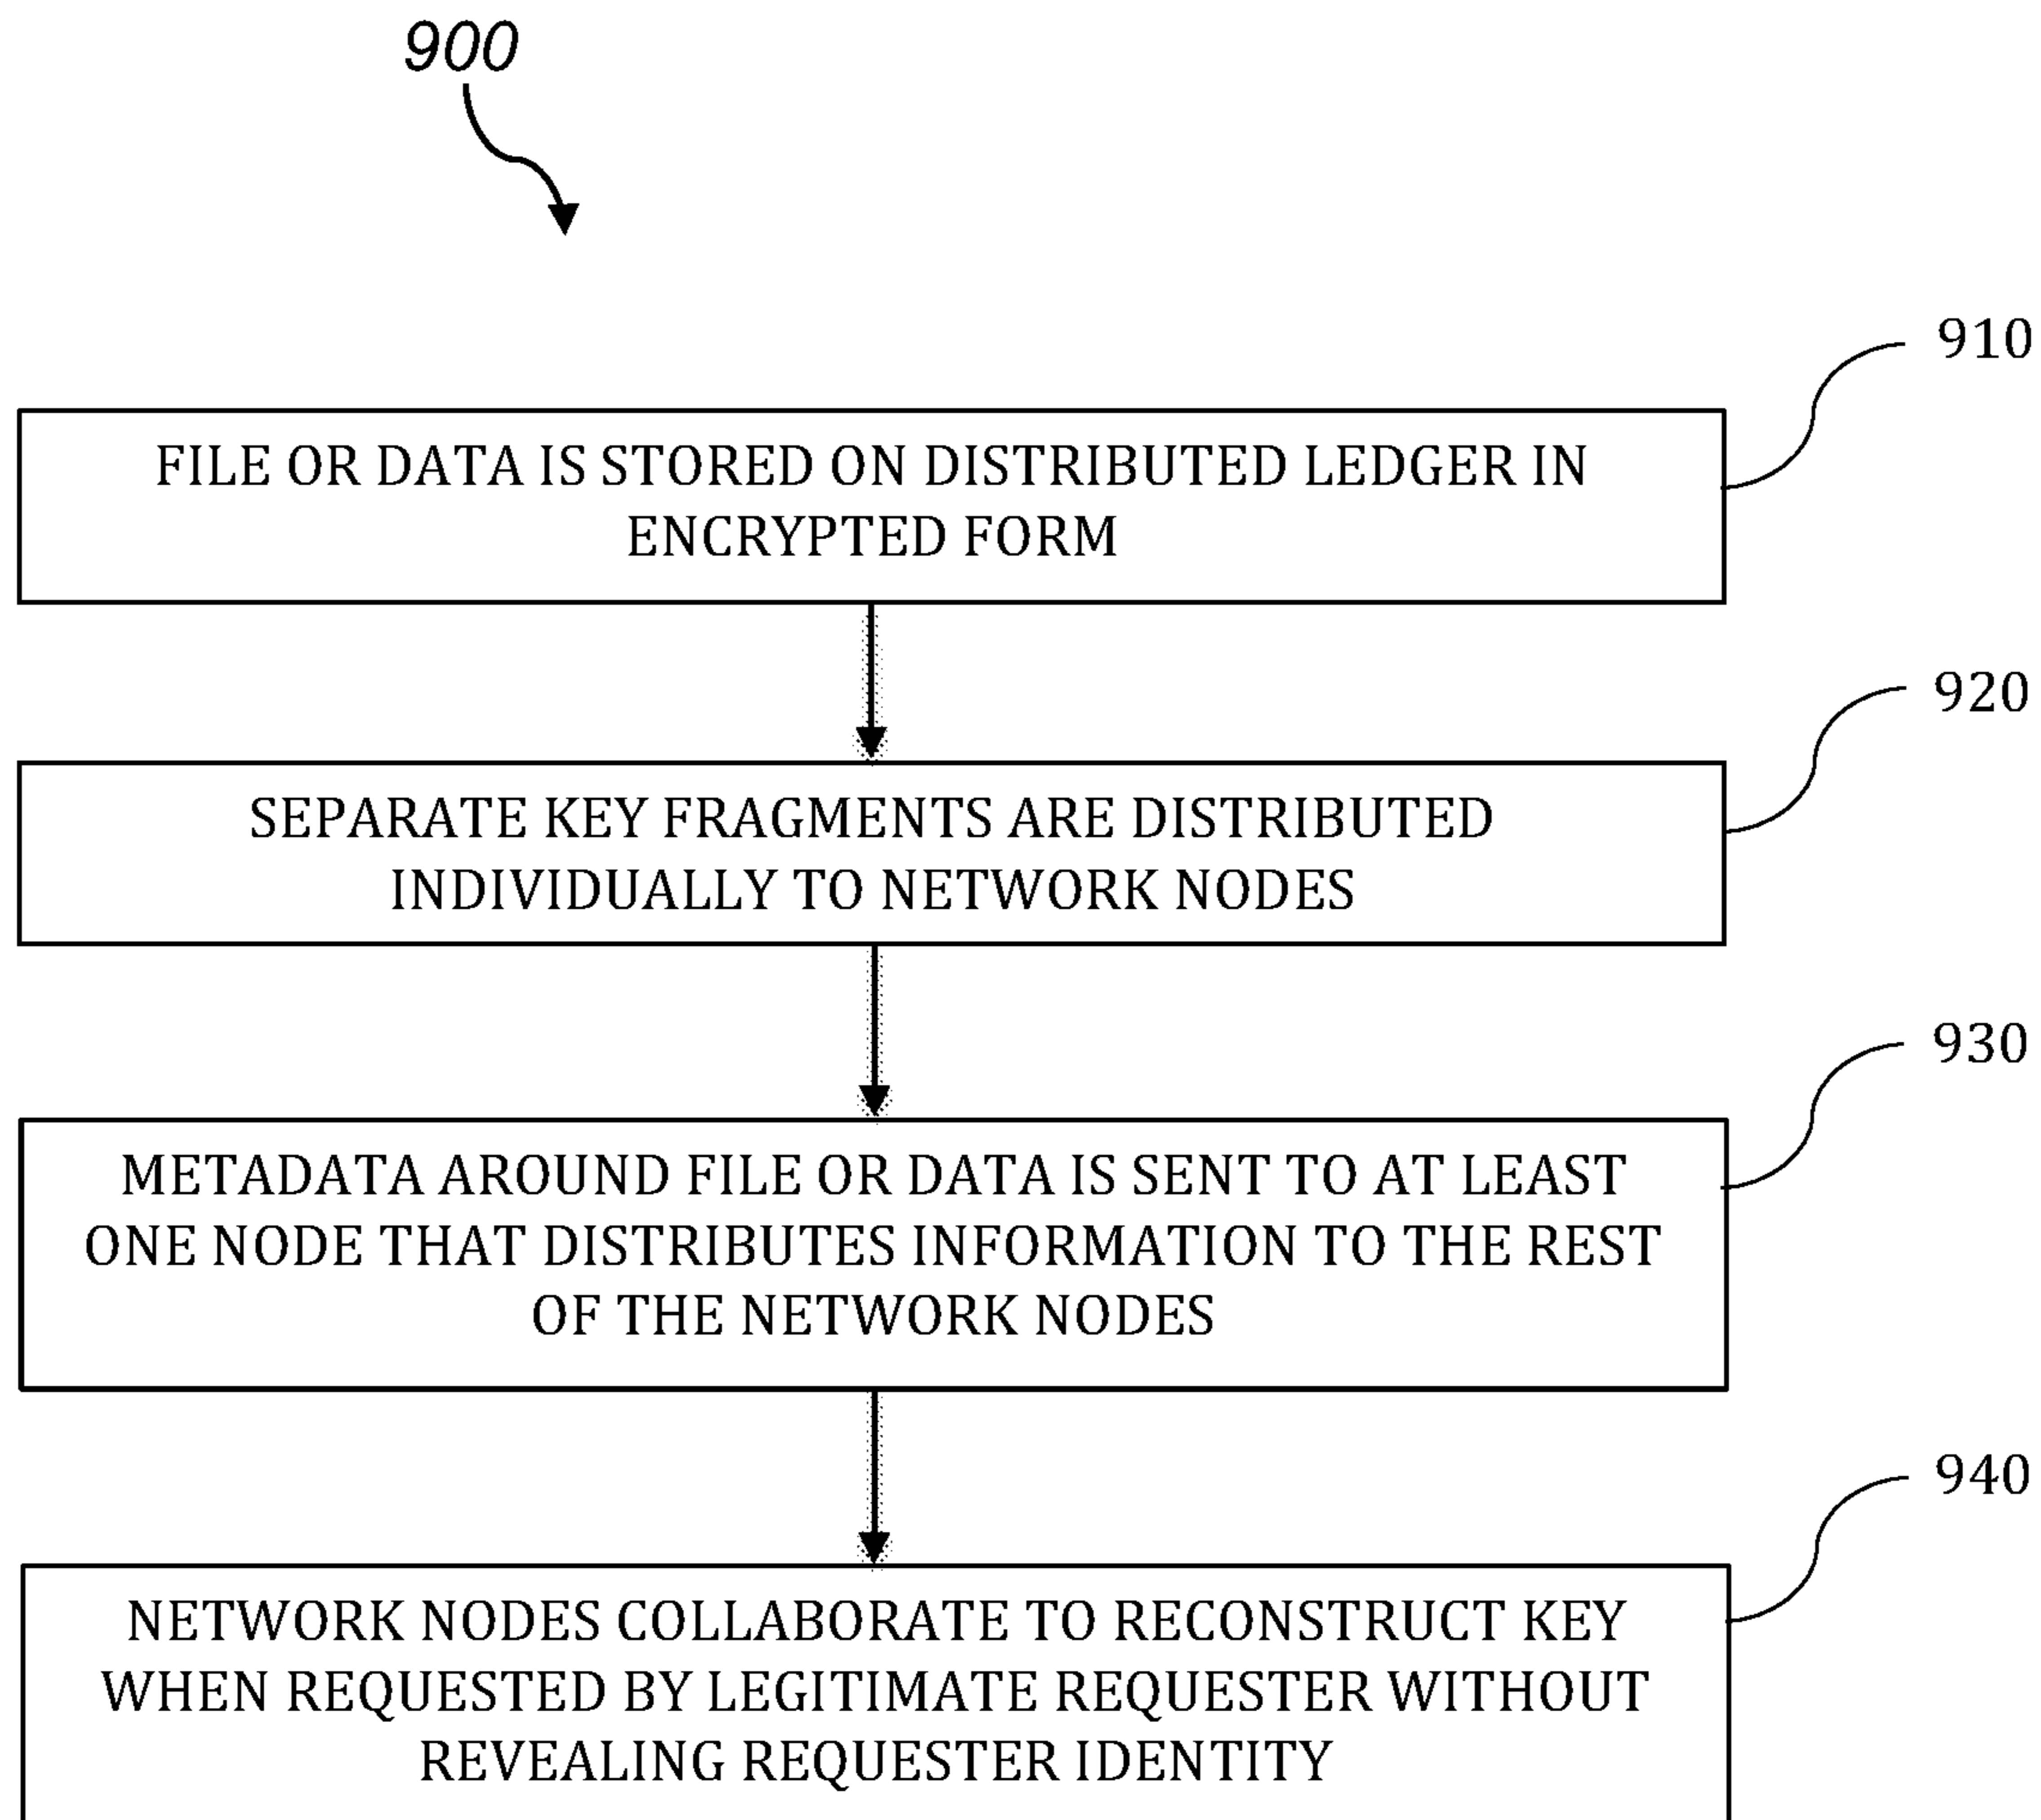 900
910
FILE OR DATA IS STORED ON DISTRIBUTED LEDGER IN
ENCRYPTED FORM
920
SEPARATE KEY FRAGMENTS ARE DISTRIBUTED
INDIVIDUALLY TO NETWORK NODES
930
METADATA AROUND FILE OR DATA IS SENT TO AT LEAST
ONE NODE THAT DISTRIBUTES INFORMATION TO THE REST
OF THE NETWORK NODES
940
NETWORK NODES COLLABORATE TO RECONSTRUCT KEY
WHEN REQUESTED BY LEGITIMATE REQUESTER WITHOUT
REVEALING REQUESTER IDENTITY